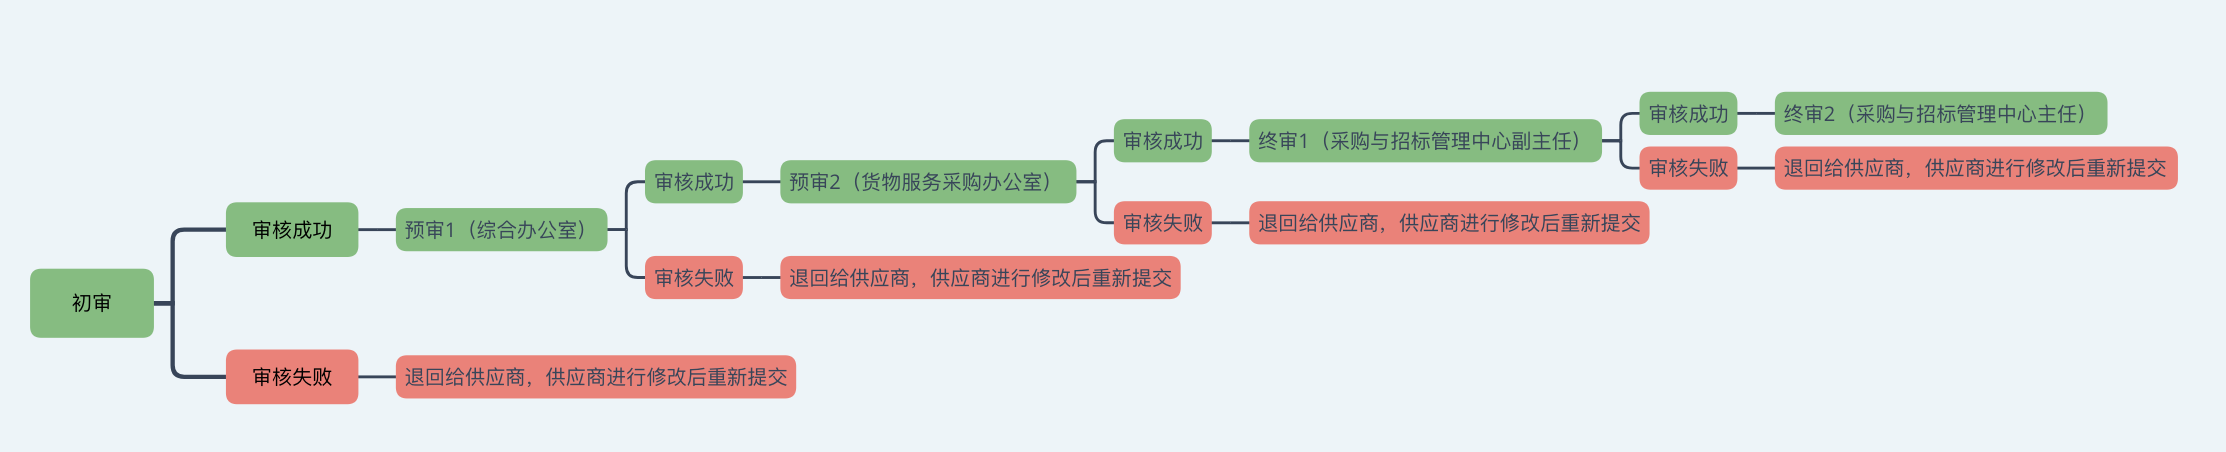 初审
审核成功
预审1（综合办公室）
审核成功
预审2（货物服务采购办公室）
审核成功
终审1（采购与招标管理中心副主任）
审核成功
终审2（采购与招标管理中心主任）
审核失败
退回给供应商，供应商进行修改后重新提交
审核失败
退回给供应商，供应商进行修改后重新提交
审核失败
退回给供应商，供应商进行修改后重新提交
审核失败
退回给供应商，供应商进行修改后重新提交